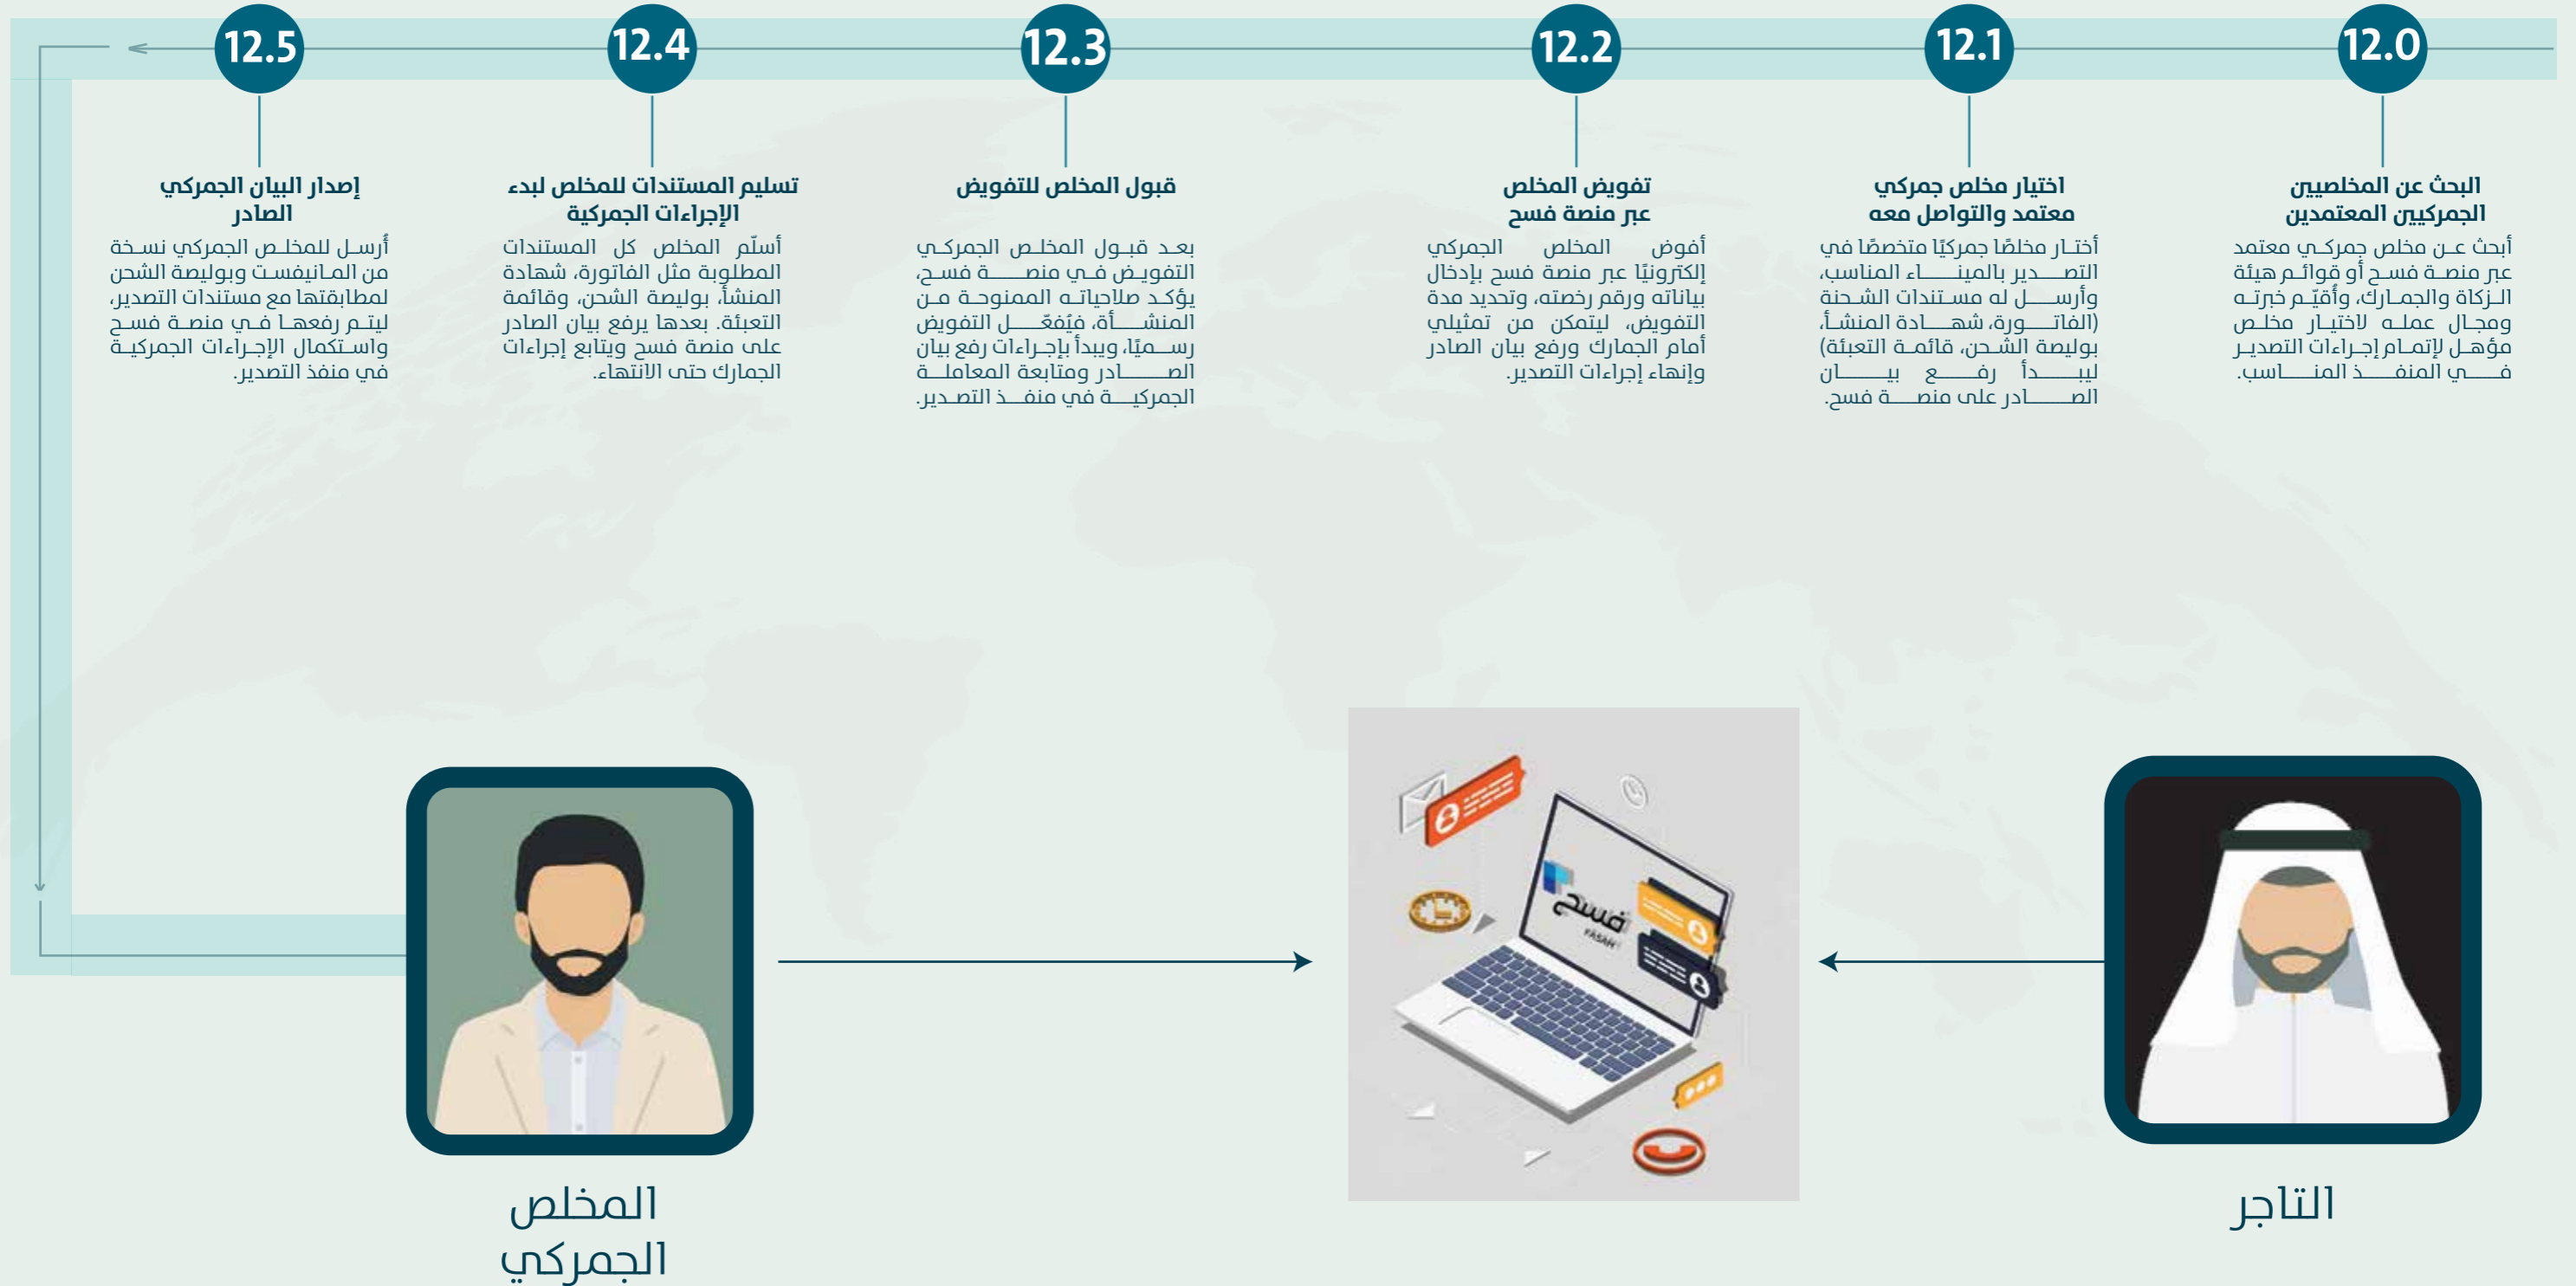 12.0
البحث عن المخلصيين
الجمركيين المعتمدين
أبحث عن مخلص جمركي معتمد
عبر منصة فسح أو قوائم هيئة
الزكاة والجمارك، وأُقيّم خبرته
ومجال عمله لاختيار مخلص
مؤهل لإتمام إجراءات التصدير
في المنفذ المناسب.
12.1
اختيار مخلص جمركي
معتمد والتواصل معه
أختار مخلصًا جمركيًا متخصصًا في
التصدير بالميناء المناسب،
وأرسل له مستندات الشحنة
(الفاتورة، شهادة المنشأ،
بوليصة الشحن، قائمة التعبئة)
ليبدأ رفع بيان
الصادر على منصة فسح.
12.2
تفويض المخلص
عبر منصة فسح
أفوض المخلص الجمركي
إلكترونيًا عبر منصة فسح بإدخال
بياناته ورقم رخصته، وتحديد مدة
التفويض، ليتمكن من تمثيلي
أمام الجمارك ورفع بيان الصادر
وإنهاء إجراءات التصدير.
12.3
قبول المخلص للتفويض
بعد قبول المخلص الجمركي
التفويض في منصة فسح،
يؤكد صلاحياته الممنوحة من
المنشأة، فيُفعّل التفويض
رسميًا، ويبدأ بإجراءات رفع بيان
الصادر ومتابعة المعاملة
الجمركية في منفذ التصدير.
12.4
تسليم المستندات للمخلص لبدء
الإجراءات الجمركية
أسلّم المخلص كل المستندات
المطلوبة مثل الفاتورة، شهادة
المنشأ، بوليصة الشحن، وقائمة
التعبئة. بعدها يرفع بيان الصادر
على منصة فسح ويتابع إجراءات
الجمارك حتى الانتهاء.
12.5
إصدار البيان الجمركي
الصادر
أُرسل للمخلص الجمركي نسخة
من المانيفست وبوليصة الشحن
لمطابقتها مع مستندات التصدير،
ليتم رفعها في منصة فسح
واستكمال الإجراءات الجمركية
في منفذ التصدير.
فسح
FASAH
التاجر
المخلص
الجمركي